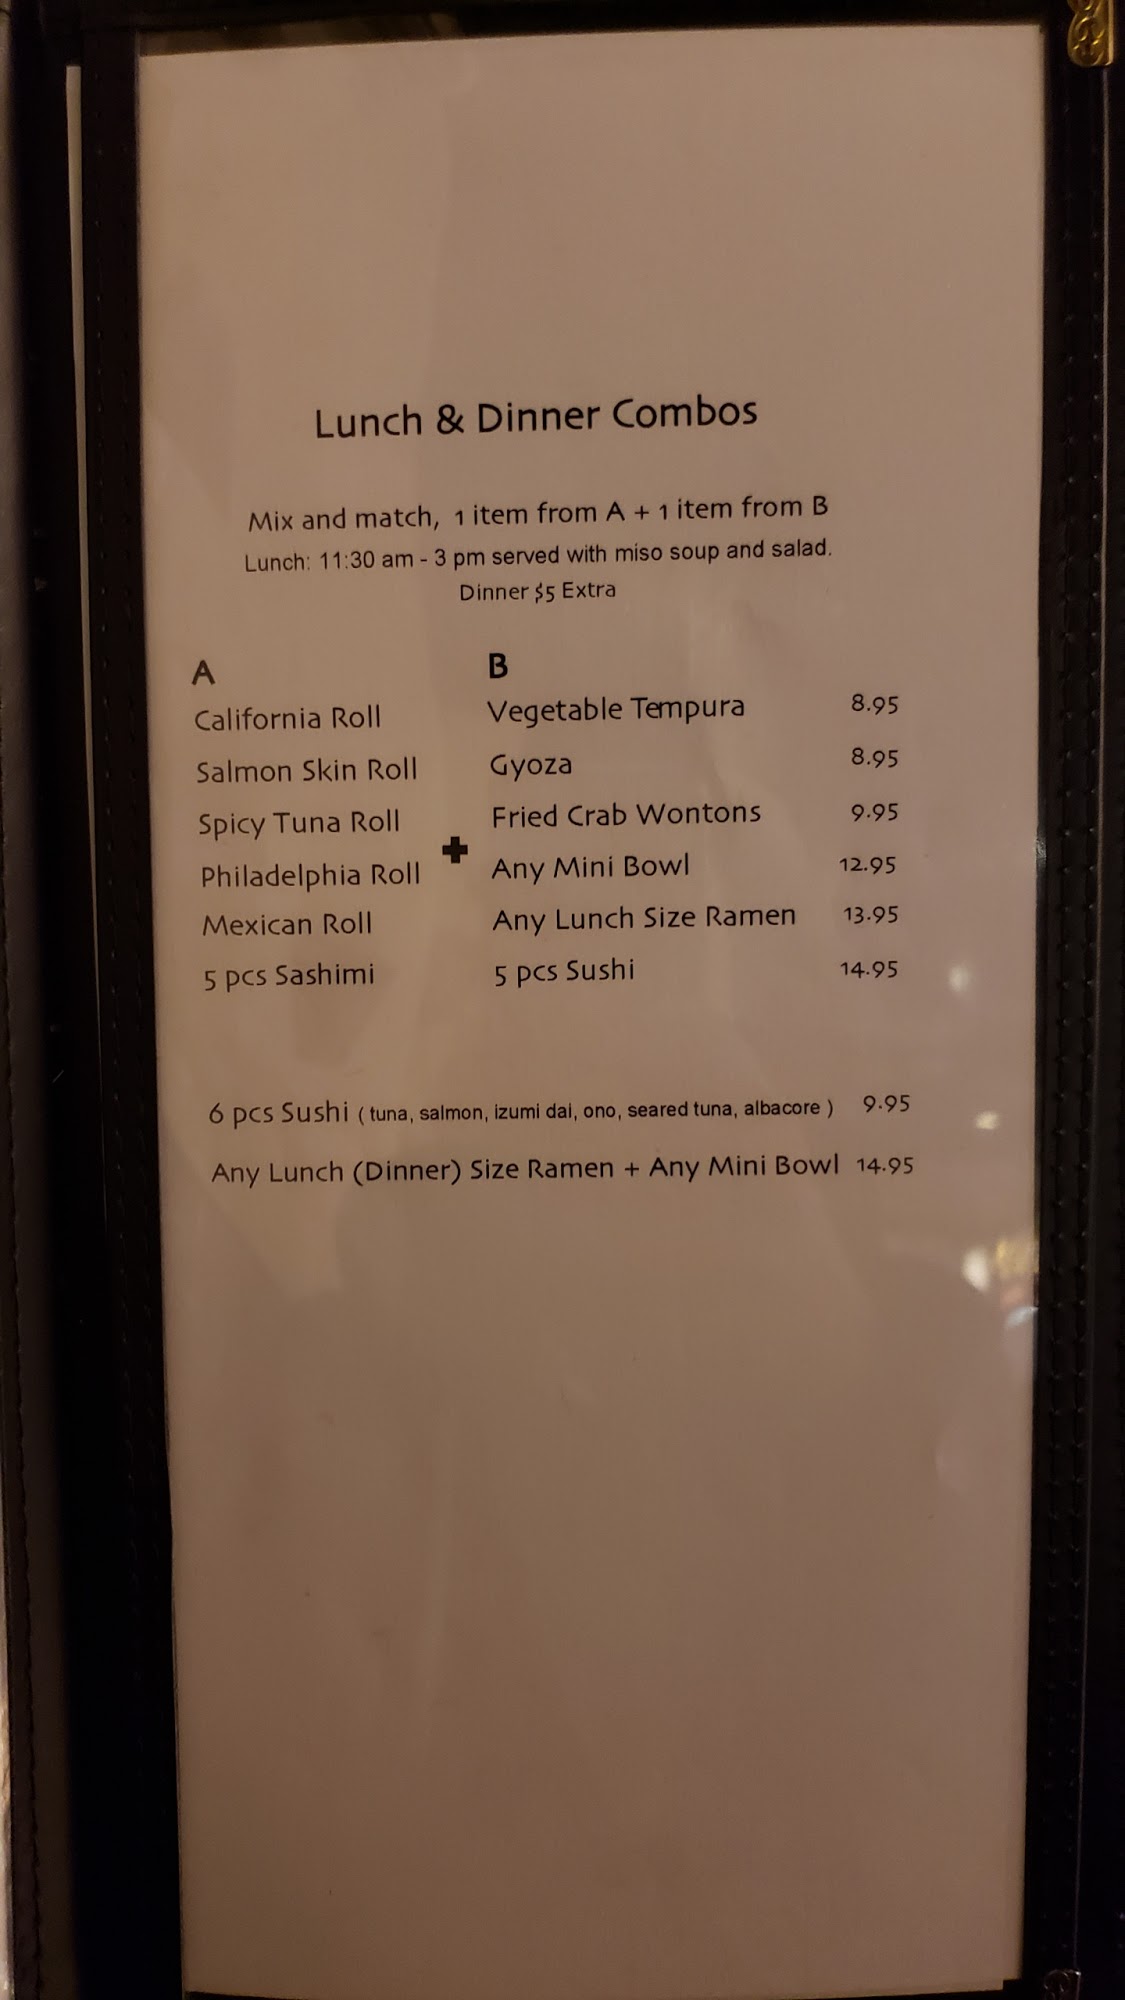 Lunch & Dinner Combos
Mix and match, 1 item from A + 1 item from B
Lunch: 11:30 am - 3 pm served with miso soup and salad.
Dinner $5 Extra
A B
California Roll Vegetable Tempura 8.95
Salmon Skin Roll Gyoza 8.95
Spicy Tuna Roll Fried Crab Wontons 9.95
+
Philadelphia Roll Any Mini Bowl 12.95
Mexican Roll Any Lunch Size Ramen 13.95
5 pcs Sashimi 5 pcs Sushi 14.95
6 pcs Sushi ( tuna, salmon, izumi dai, ono, seared tuna, albacore ) 9.95
Any Lunch (Dinner) Size Ramen + Any Mini Bowl 14.95